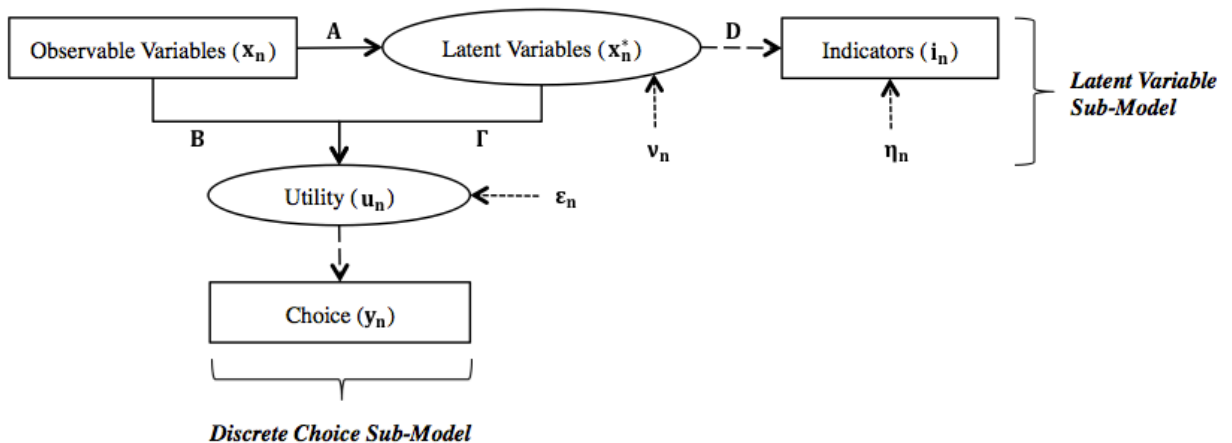 Observable Variables (xₙ)
A
Latent Variables (xₙ*)
D
Indicators (iₙ)
Latent Variable
Sub-Model
B
Γ
νₙ
ηₙ
Utility (uₙ)
εₙ
Choice (yₙ)
Discrete Choice Sub-Model